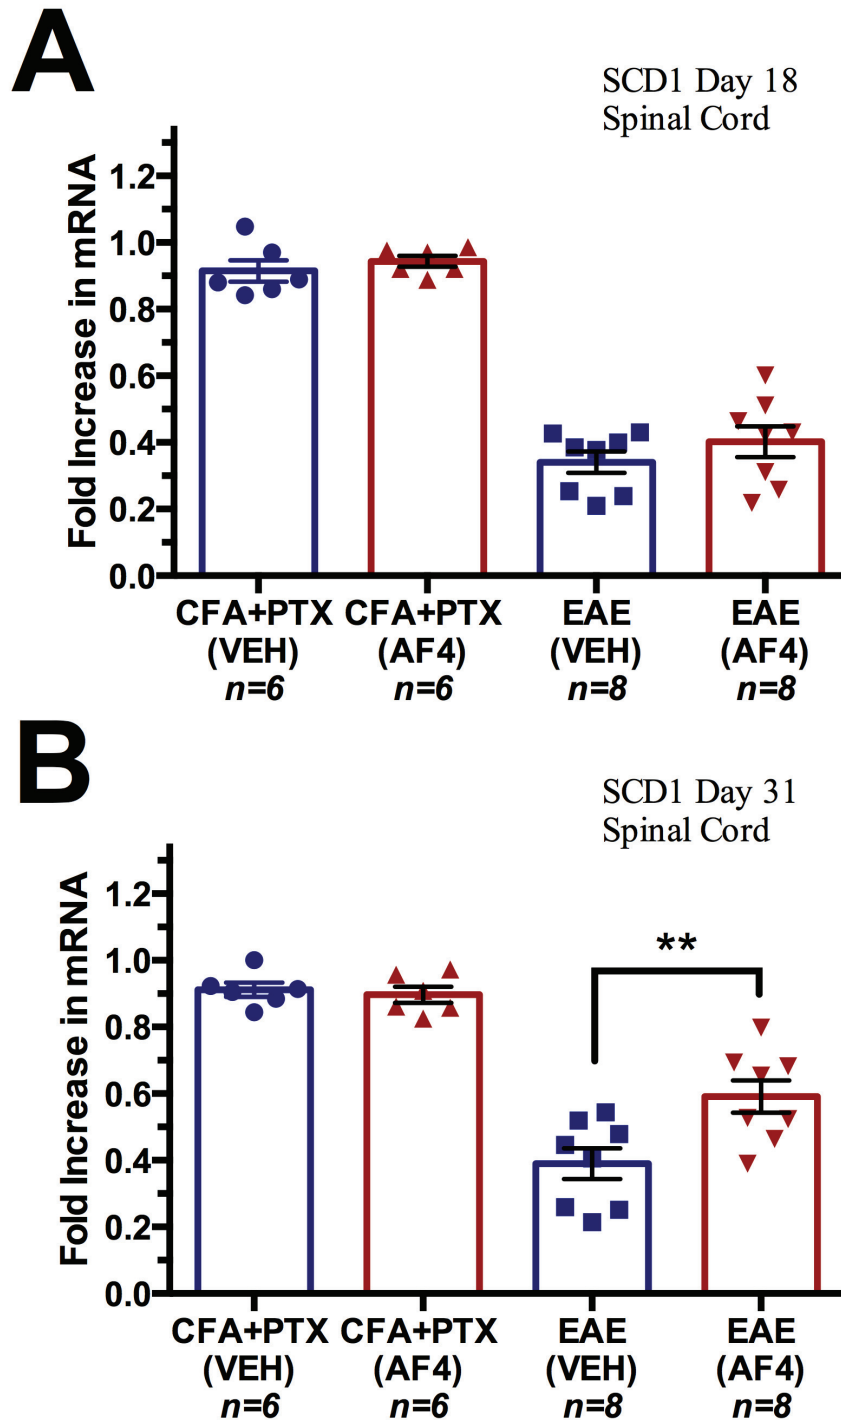 A
SCD1 Day 18
Spinal Cord
Fold Increase in mRNA
1.2
1.0
0.8
0.6
0.4
0.2
0.0
CFA+PTX CFA+PTX EAE EAE
(VEH) (AF4) (VEH) (AF4)
n=6 n=6 n=8 n=8
B
SCD1 Day 31
Spinal Cord
Fold Increase in mRNA
1.2
1.0
0.8
0.6
0.4
0.2
0.0
**
CFA+PTX CFA+PTX EAE EAE
(VEH) (AF4) (VEH) (AF4)
n=6 n=6 n=8 n=8